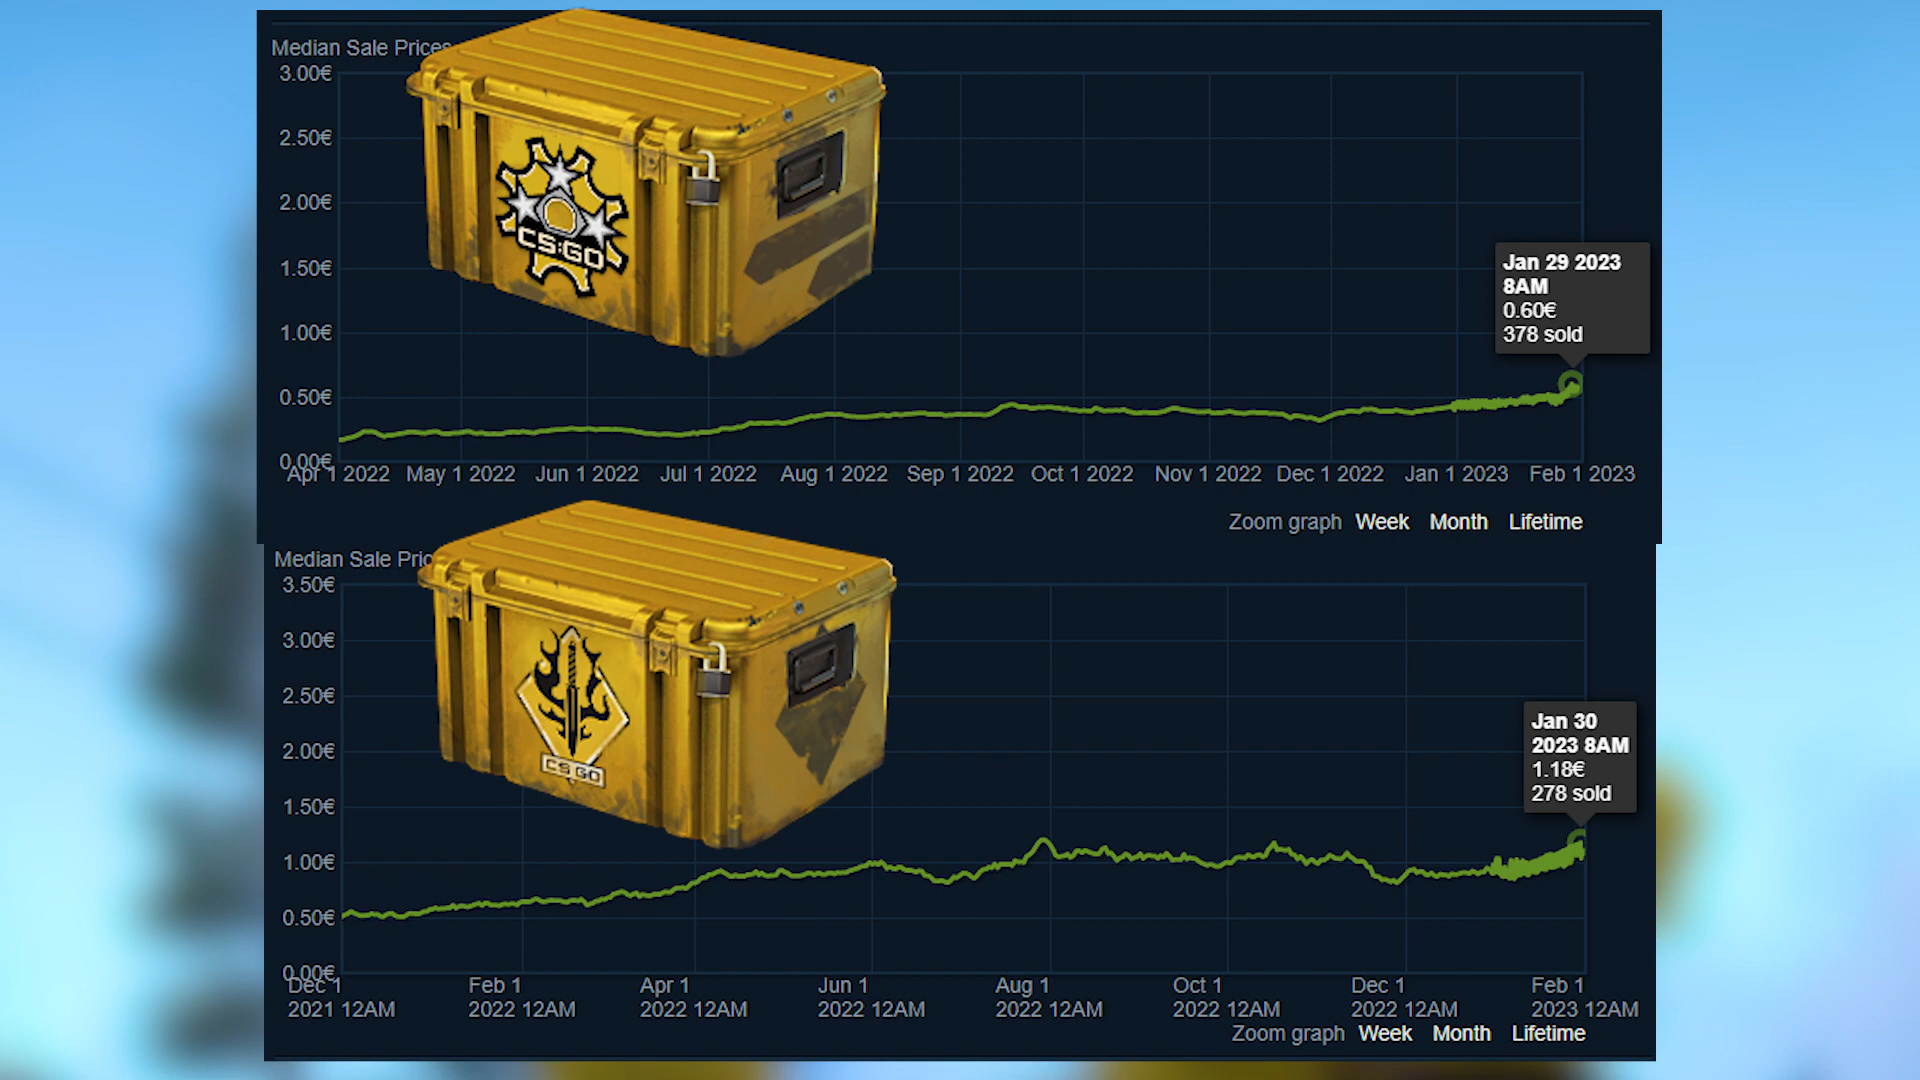 Median Sale Prices
3.00€
2.50€
2.00€
1.50€
1.00€
0.50€
0.00€
CS:GO
Jan 29 2023
8AM
0.60€
378 sold
Apr 1 2022 May 1 2022 Jun 1 2022 Jul 1 2022 Aug 1 2022 Sep 1 2022 Oct 1 2022 Nov 1 2022 Dec 1 2022 Jan 1 2023 Feb 1 2023
Zoom graph Week Month Lifetime
Median Sale Pric
3.50€
3.00€
2.50€
2.00€
1.50€
1.00€
0.50€
0.00€
CS GO
Jan 30
2023 8AM
1.18€
278 sold
Dec 1 Feb 1 Apr 1 Jun 1 Aug 1 Oct 1 Dec 1 Feb 1
2021 12AM 2022 12AM 2022 12AM 2022 12AM 2022 12AM 2022 12AM 2022 12AM 2023 12AM
Zoom graph Week Month Lifetime